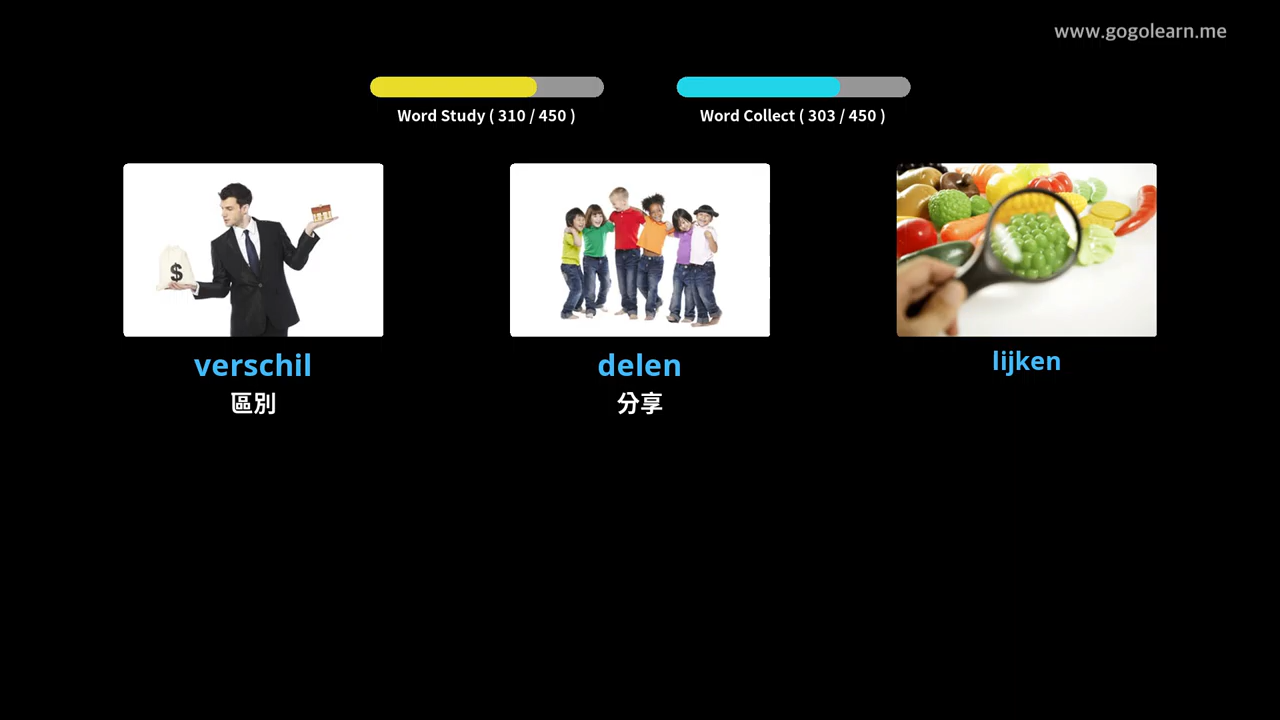 www.gogolearn.me
Word Study ( 310 / 450 )
Word Collect ( 303 / 450 )
$
verschil
delen
lijken
區別
分享